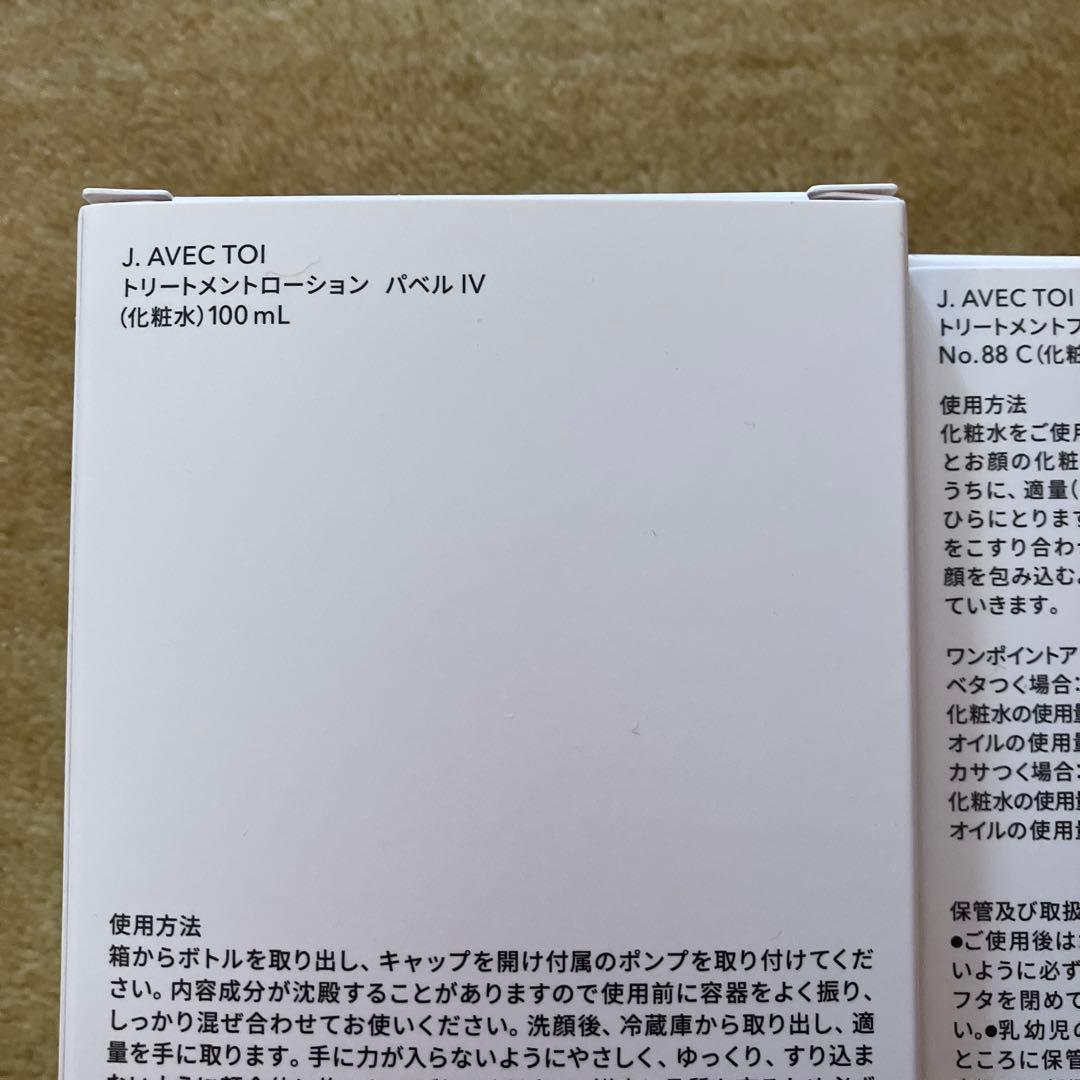 J. AVEC TOI
トリートメントローション パベル IV
（化粧水）100 mL
使用方法
箱からボトルを取り出し、キャップを開け付属のポンプを取り付けてくだ
さい。内容成分が沈殿することがありますので使用前に容器をよく振り、
しっかり混ぜ合わせてお使いください。洗顔後、冷蔵庫から取り出し、適
量を手に取ります。手に力が入らないようにやさしく、ゆっくり、すり込ま
J. AVEC TOI
トリートメントフ
No.88 C（化粧
使用方法
化粧水をご使用
とお顔の化粧
うちに、適量（
ひらにとります
をこすり合わせ
顔を包み込む
ていきます。
ワンポイントア
ベタつく場合：
化粧水の使用量
オイルの使用量
カサつく場合：
化粧水の使用量
オイルの使用量
保管及び取扱
●ご使用後は
いように必ず
フタを閉めて
い。●乳幼児の
ところに保管